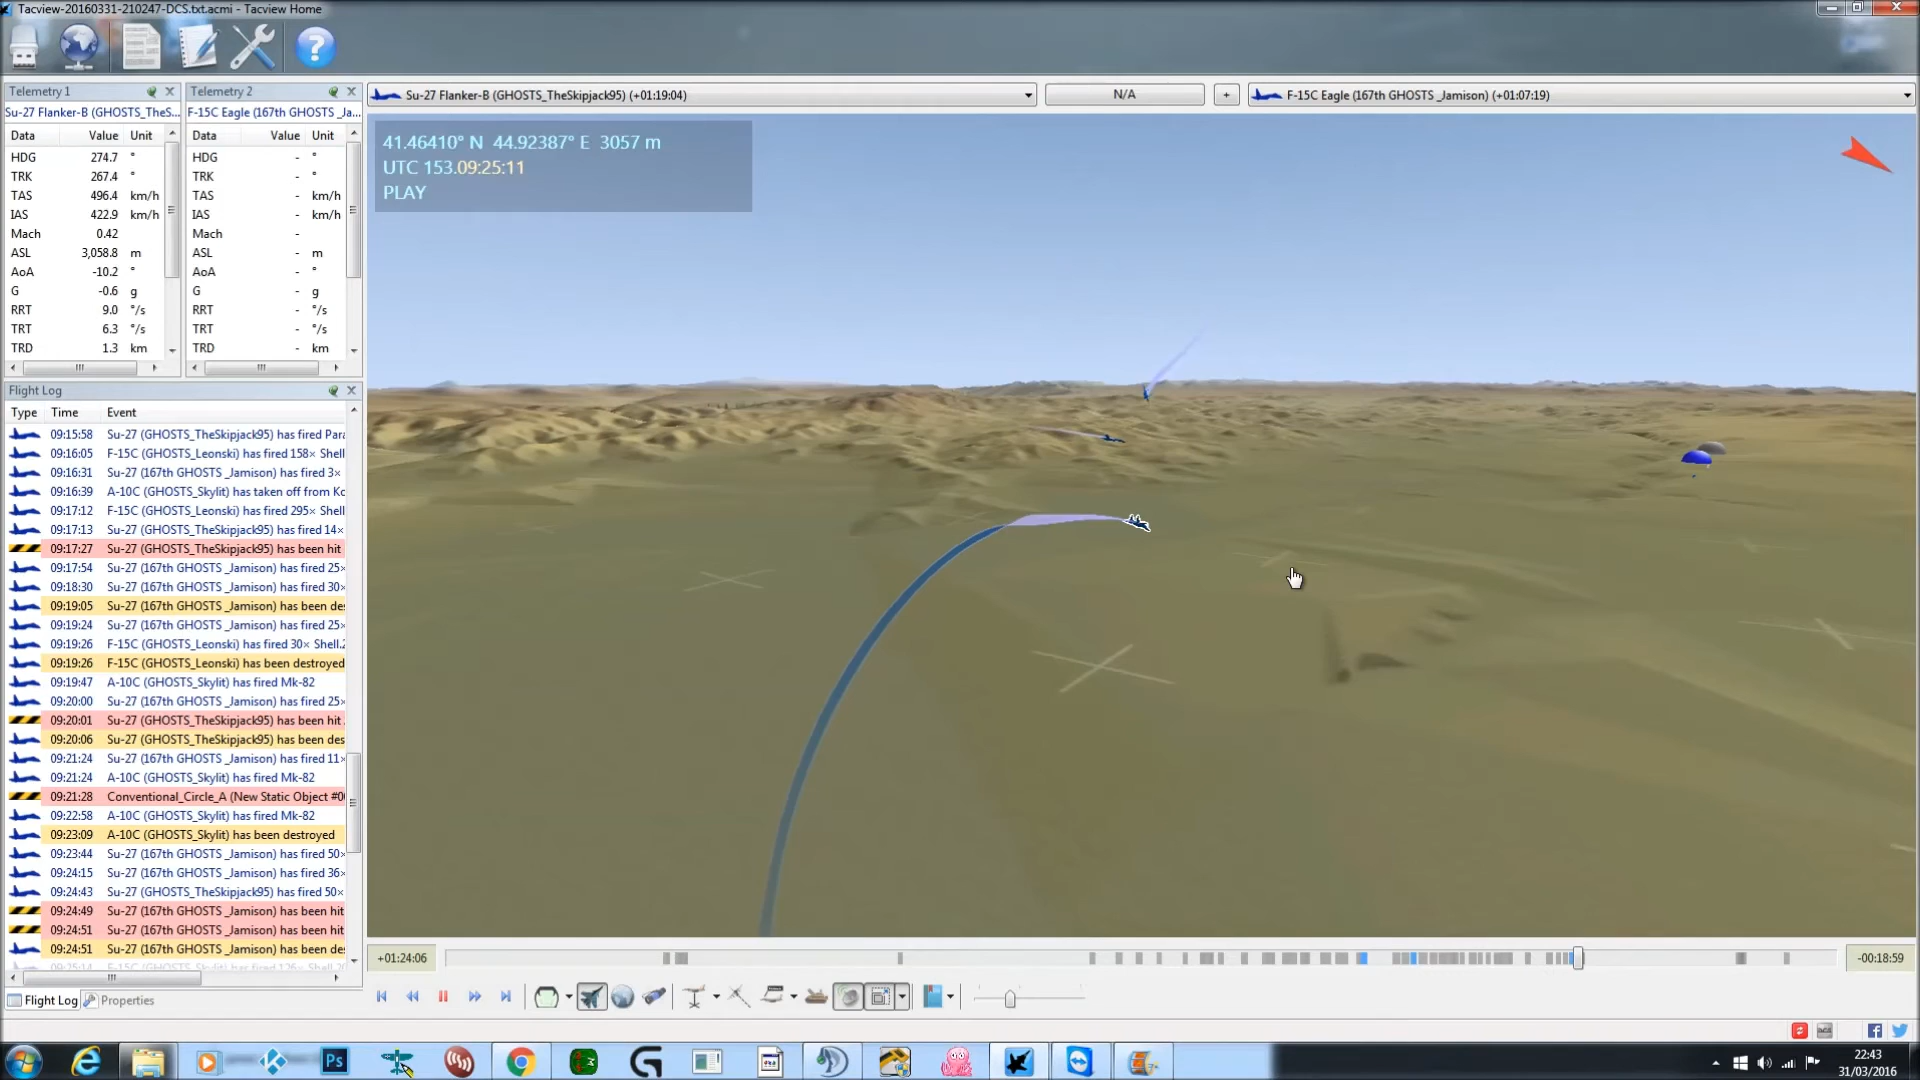 Tacview-20160331-210247-DCS.txt.acmi - Tacview Home
Telemetry 1
Su-27 Flanker-B (GHOSTS_TheS...
Data Value Unit
HDG 274.7 °
TRK 267.4 °
TAS 496.4 km/h
IAS 422.9 km/h
Mach 0.42
ASL 3,058.8 m
AoA -10.2 °
G -0.6 g
RRT 9.0 °/s
TRT 6.3 °/s
TRD 1.3 km
Telemetry 2
F-15C Eagle (167th GHOSTS _Ja...
Data Value Unit
HDG - °
TRK - °
TAS - km/h
IAS - km/h
Mach -
ASL - m
AoA - °
G - g
RRT - °/s
TRT - °/s
TRD - km
Su-27 Flanker-B (GHOSTS_TheSkipjack95) (+01:19:04)
N/A
+
F-15C Eagle (167th GHOSTS _Jamison) (+01:07:19)
41.46410° N 44.92387° E 3057 m
UTC 153.09:25:11
PLAY
Flight Log
Type Time Event
09:15:58 Su-27 (GHOSTS_TheSkipjack95) has fired Para
09:16:05 F-15C (GHOSTS_Leonski) has fired 158× Shell
09:16:31 Su-27 (167th GHOSTS _Jamison) has fired 3×
09:16:39 A-10C (GHOSTS_Skylit) has taken off from Ko
09:17:12 F-15C (GHOSTS_Leonski) has fired 295× Shell
09:17:13 Su-27 (GHOSTS_TheSkipjack95) has fired 14×
09:17:27 Su-27 (GHOSTS_TheSkipjack95) has been hit
09:17:54 Su-27 (167th GHOSTS _Jamison) has fired 25×
09:18:30 Su-27 (167th GHOSTS _Jamison) has fired 30×
09:19:05 Su-27 (167th GHOSTS _Jamison) has been des
09:19:24 Su-27 (167th GHOSTS _Jamison) has fired 25×
09:19:26 F-15C (GHOSTS_Leonski) has fired 30× Shell.2
09:19:26 F-15C (GHOSTS_Leonski) has been destroyed
09:19:47 A-10C (GHOSTS_Skylit) has fired Mk-82
09:20:00 Su-27 (167th GHOSTS _Jamison) has fired 25×
09:20:01 Su-27 (GHOSTS_TheSkipjack95) has been hit
09:20:06 Su-27 (GHOSTS_TheSkipjack95) has been des
09:21:24 Su-27 (167th GHOSTS _Jamison) has fired 11×
09:21:24 A-10C (GHOSTS_Skylit) has fired Mk-82
09:21:28 Conventional_Circle_A (New Static Object #0
09:22:58 A-10C (GHOSTS_Skylit) has fired Mk-82
09:23:09 A-10C (GHOSTS_Skylit) has been destroyed
09:23:44 Su-27 (167th GHOSTS _Jamison) has fired 50×
09:24:15 Su-27 (167th GHOSTS _Jamison) has fired 36×
09:24:43 Su-27 (GHOSTS_TheSkipjack95) has fired 50×
09:24:49 Su-27 (167th GHOSTS _Jamison) has been hit
09:24:51 Su-27 (167th GHOSTS _Jamison) has been hit
09:24:51 Su-27 (167th GHOSTS _Jamison) has been des
09:25:14 F-15C (GHOSTS_Skylit) has fired 126× Shell.20
+01:24:06
-00:18:59
Flight Log Properties
Ps
22:43
31/03/2016